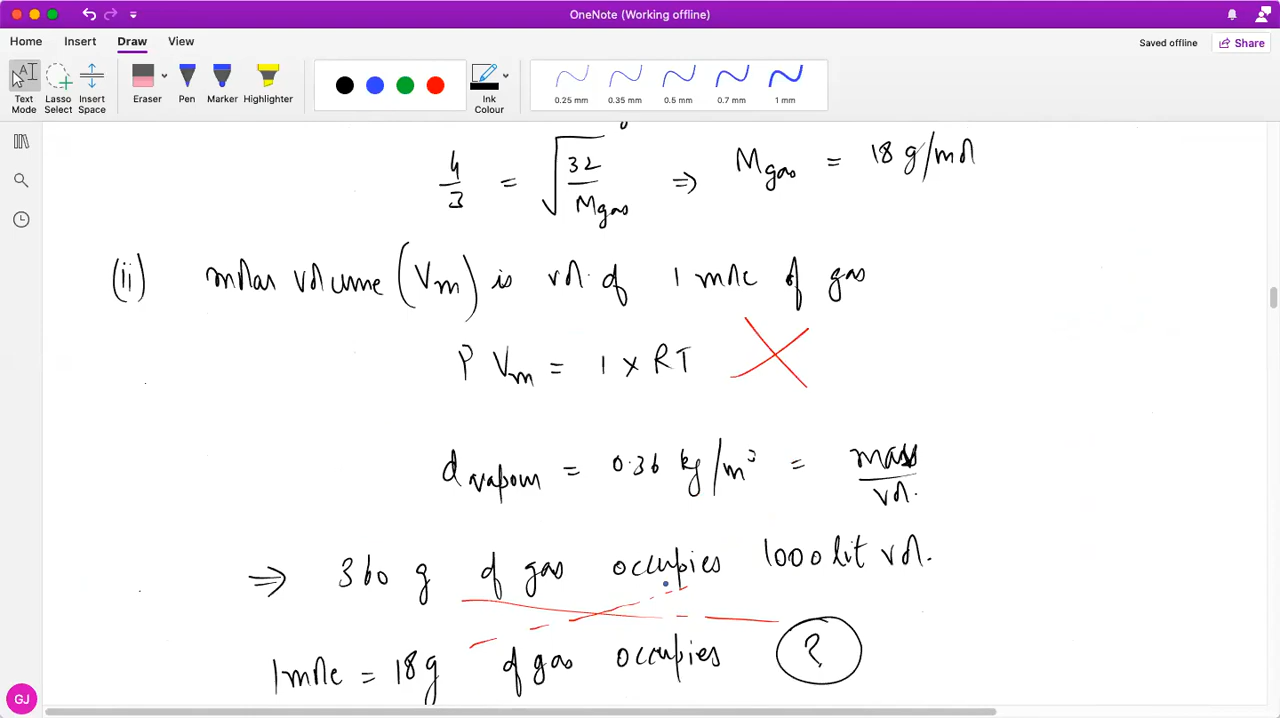 OneNote (Working offline)
Home Insert Draw View
Saved offline Share
Text Mode
Lasso Select
Insert Space
Eraser
Pen
Marker
Highlighter
Ink Colour
0.25 mm 0.35 mm 0.5 mm 0.7 mm 1 mm
4/3 = √(32/Mgas) ⇒ Mgas = 18 g/mol
(ii) molar volume (Vm) is vol. of 1 mole of gas
P Vm = 1 × RT
d vapour = 0.36 kg/m³ = mass/vol.
⇒ 360 g of gas occupies 1000 lit vol.
1 mole = 18 g of gas occupies ?
GJ